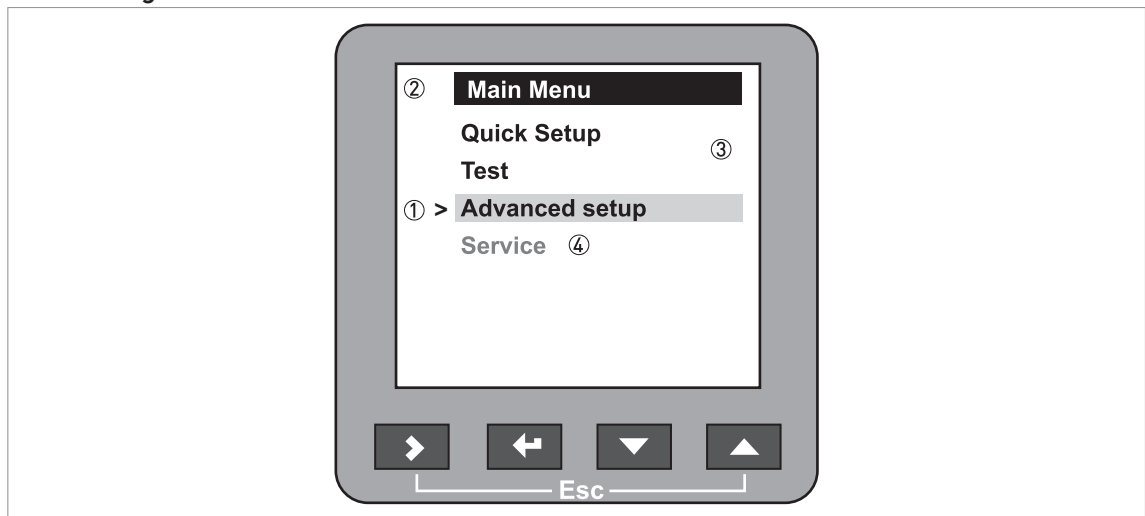 ② Main Menu
Quick Setup
③
Test
① > Advanced setup
Service ④
Esc